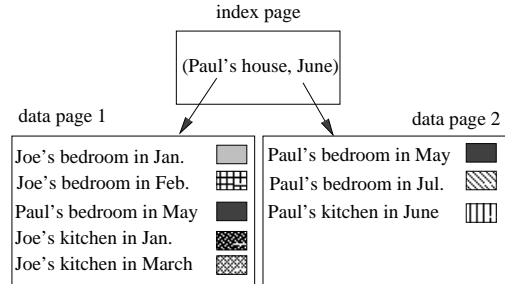 index page
(Paul's house, June)
data page 1
data page 2
Joe's bedroom in Jan.
Joe's bedroom in Feb.
Paul's bedroom in May
Joe's kitchen in Jan.
Joe's kitchen in March
Paul's bedroom in May
Paul's bedroom in Jul.
Paul's kitchen in June